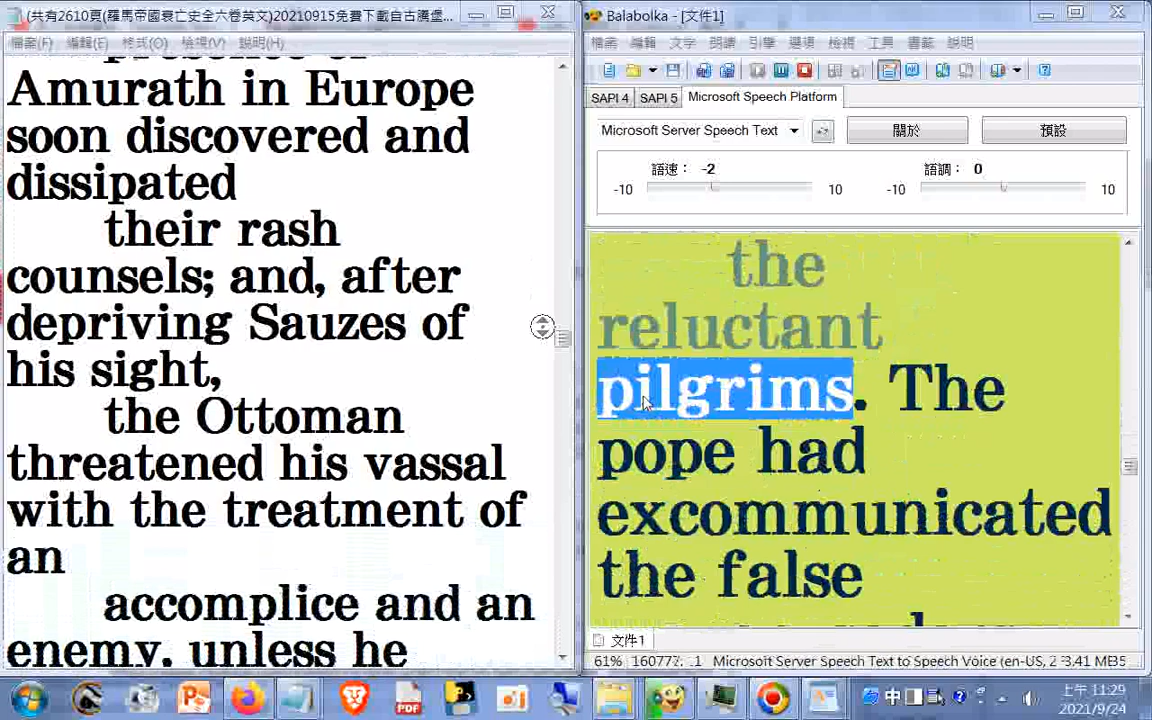 (共有2610頁(羅馬帝國衰亡史全六卷英文)20210915免費下載自古騰堡...
檔案(F) 編輯(E) 格式(O) 檢視(V) 說明(H)
presence of
Amurath in Europe
soon discovered and
dissipated
their rash
counsels; and, after
depriving Sauzes of
his sight,
the Ottoman
threatened his vassal
with the treatment of
an
accomplice and an
enemy, unless he
Balabolka - [文件1]
檔案 編輯 文字 朗讀 引擎 選項 檢視 工具 書籤 說明
SAPI 4 SAPI 5 Microsoft Speech Platform
Microsoft Server Speech Text 關於 預設
語速： -2 語調： 0
-10 10 -10 10
the
reluctant
pilgrims. The
pope had
excommunicated
the false
文件1
61% Microsoft Server Speech Text to Speech Voice (en-US,
中
上午 11:29
2021/9/24